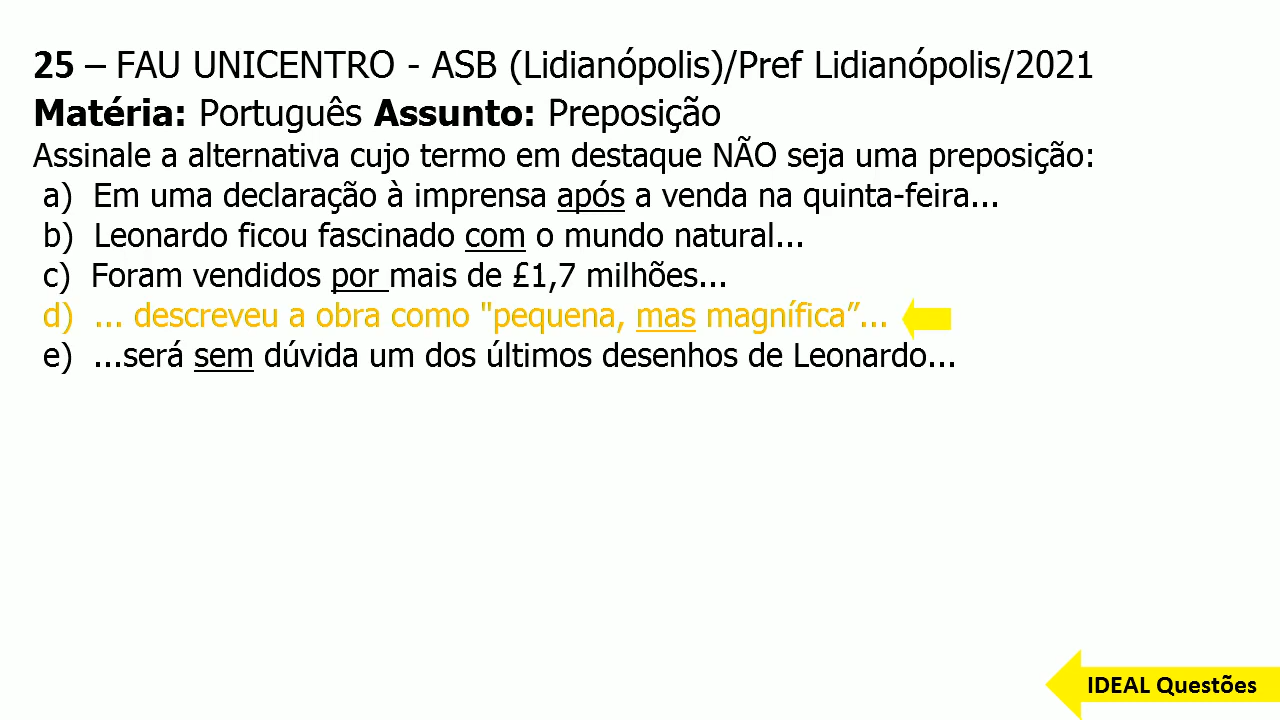 25 – FAU UNICENTRO - ASB (Lidianópolis)/Pref Lidianópolis/2021
Matéria: Português Assunto: Preposição
Assinale a alternativa cujo termo em destaque NÃO seja uma preposição:
a) Em uma declaração à imprensa após a venda na quinta-feira...
b) Leonardo ficou fascinado com o mundo natural...
c) Foram vendidos por mais de £1,7 milhões...
d) ... descreveu a obra como "pequena, mas magnífica”...
e) ...será sem dúvida um dos últimos desenhos de Leonardo...
IDEAL Questões